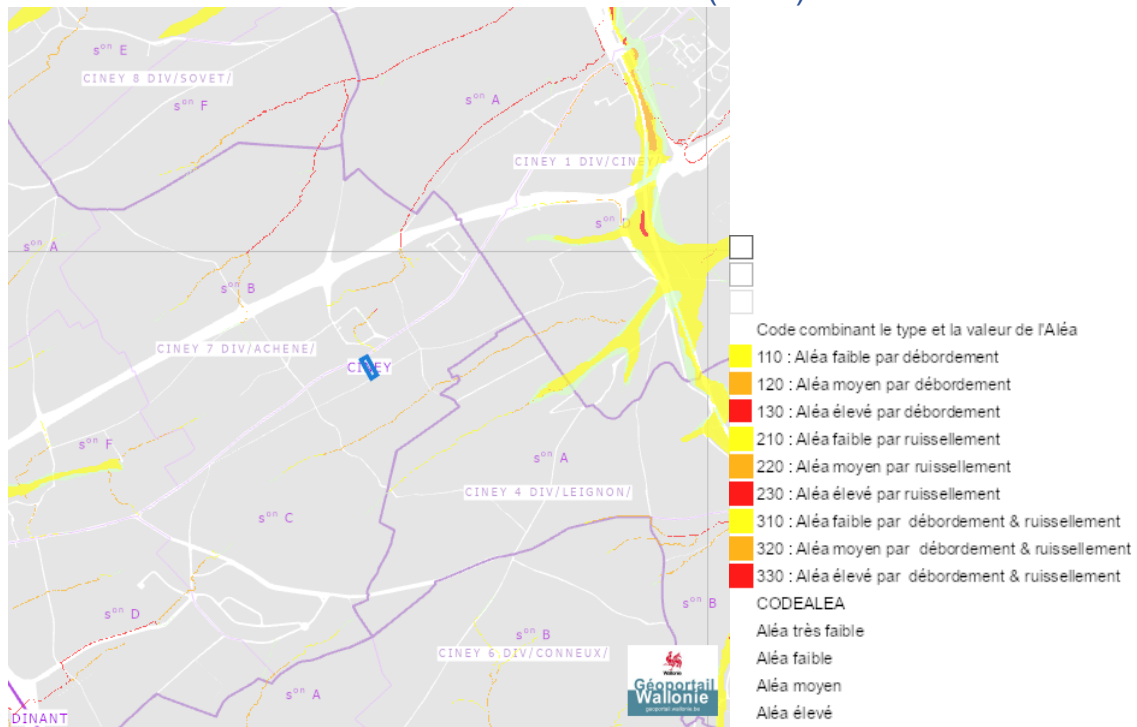 sᵒⁿ E
CINEY 8 DIV/SOVET/
sᵒⁿ F
sᵒⁿ A
CINEY 1 DIV/CINEY/
sᵒⁿ D
sᵒⁿ A
sᵒⁿ B
CINEY 7 DIV/ACHENE/
CINEY
sᵒⁿ F
sᵒⁿ A
CINEY 4 DIV/LEIGNON/
sᵒⁿ C
sᵒⁿ D
sᵒⁿ B
sᵒⁿ B
CINEY 6 DIV/CONNEUX/
sᵒⁿ A
DINANT
Wallonie
Géoportail
Wallonie
geoportail.wallonie.be
Code combinant le type et la valeur de l'Aléa
110 : Aléa faible par débordement
120 : Aléa moyen par débordement
130 : Aléa élevé par débordement
210 : Aléa faible par ruissellement
220 : Aléa moyen par ruissellement
230 : Aléa élevé par ruissellement
310 : Aléa faible par débordement & ruissellement
320 : Aléa moyen par débordement & ruissellement
330 : Aléa élevé par débordement & ruissellement
CODEALEA
Aléa très faible
Aléa faible
Aléa moyen
Aléa élevé